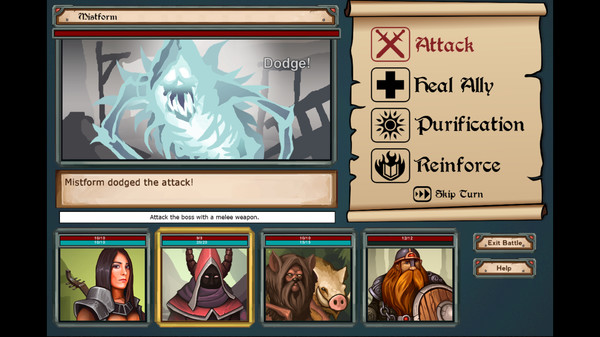 Mistform
Dodge!
Attack
Heal Ally
Purification
Reinforce
Skip Turn
Mistform dodged the attack!
Attack the boss with a melee weapon.
Exit Battle
Help